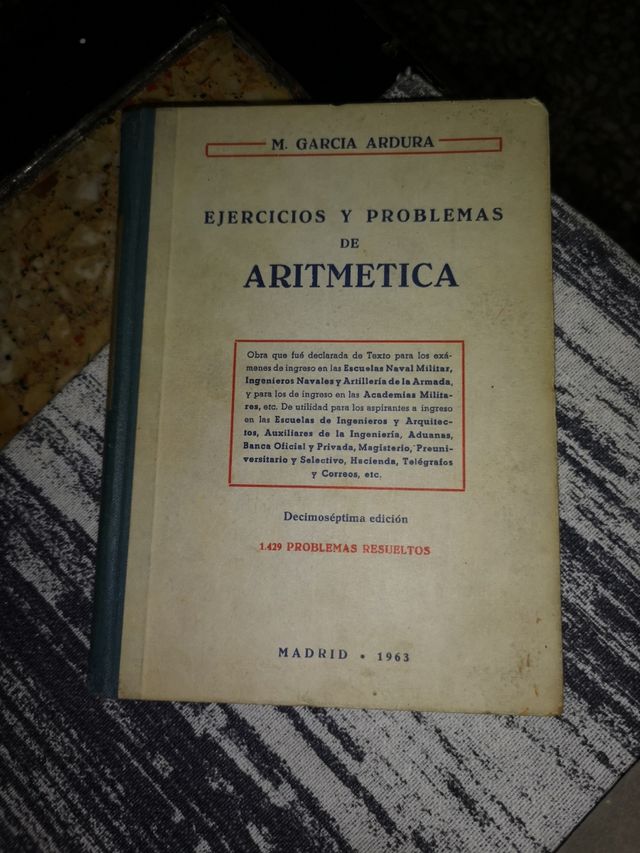 M. GARCIA ARDURA
EJERCICIOS Y PROBLEMAS
DE
ARITMETICA
Obra que fué declarada de Texto para los exá-
menes de ingreso en las Escuelas Naval Militar,
Ingenieros Navales y Artillería de la Armada,
y para los de ingreso en las Academias Milita-
res, etc. De utilidad para los aspirantes a ingreso
en las Escuelas de Ingenieros y Arquitec-
tos, Auxiliares de la Ingeniería, Aduanas,
Banca Oficial y Privada, Magisterio, Preuni-
versitario y Selectivo, Hacienda, Telégrafos
y Correos, etc.
Decimoséptima edición
1.429 PROBLEMAS RESUELTOS
MADRID • 1963